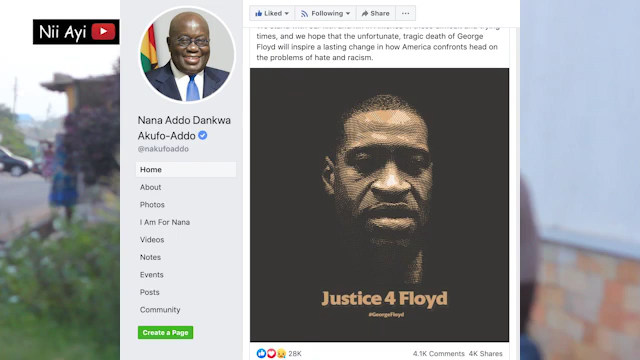 Nii Ayi
Nana Addo Dankwa
Akufo-Addo
@nakufoaddo
Home
About
Photos
I Am For Nana
Videos
Notes
Events
Posts
Community
Create a Page
Liked
Following
Share
times, and we hope that the unfortunate, tragic death of George
Floyd will inspire a lasting change in how America confronts head on
the problems of hate and racism.
Justice 4 Floyd
#GeorgeFloyd
28K
4.1K Comments 4K Shares